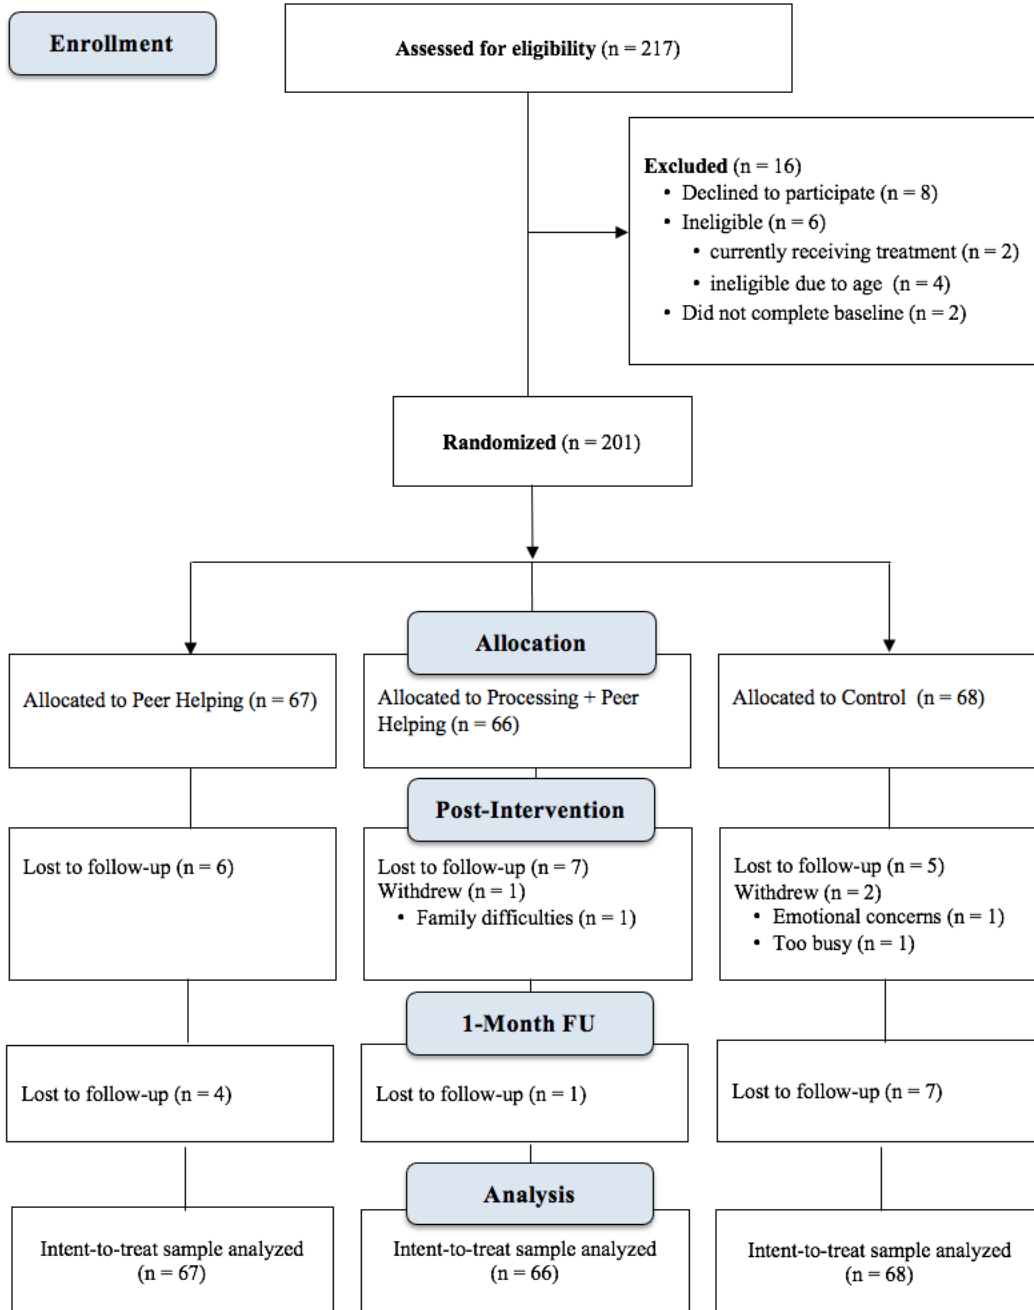 Enrollment
Assessed for eligibility (n = 217)
Excluded (n = 16)
• Declined to participate (n = 8)
• Ineligible (n = 6)
• currently receiving treatment (n = 2)
• ineligible due to age (n = 4)
• Did not complete baseline (n = 2)
Randomized (n = 201)
Allocation
Allocated to Peer Helping (n = 67)
Allocated to Processing + Peer
Helping (n = 66)
Allocated to Control (n = 68)
Post-Intervention
Lost to follow-up (n = 6)
Lost to follow-up (n = 7)
Withdrew (n = 1)
• Family difficulties (n = 1)
Lost to follow-up (n = 5)
Withdrew (n = 2)
• Emotional concerns (n = 1)
• Too busy (n = 1)
1-Month FU
Lost to follow-up (n = 4)
Lost to follow-up (n = 1)
Lost to follow-up (n = 7)
Analysis
Intent-to-treat sample analyzed
(n = 67)
Intent-to-treat sample analyzed
(n = 66)
Intent-to-treat sample analyzed
(n = 68)